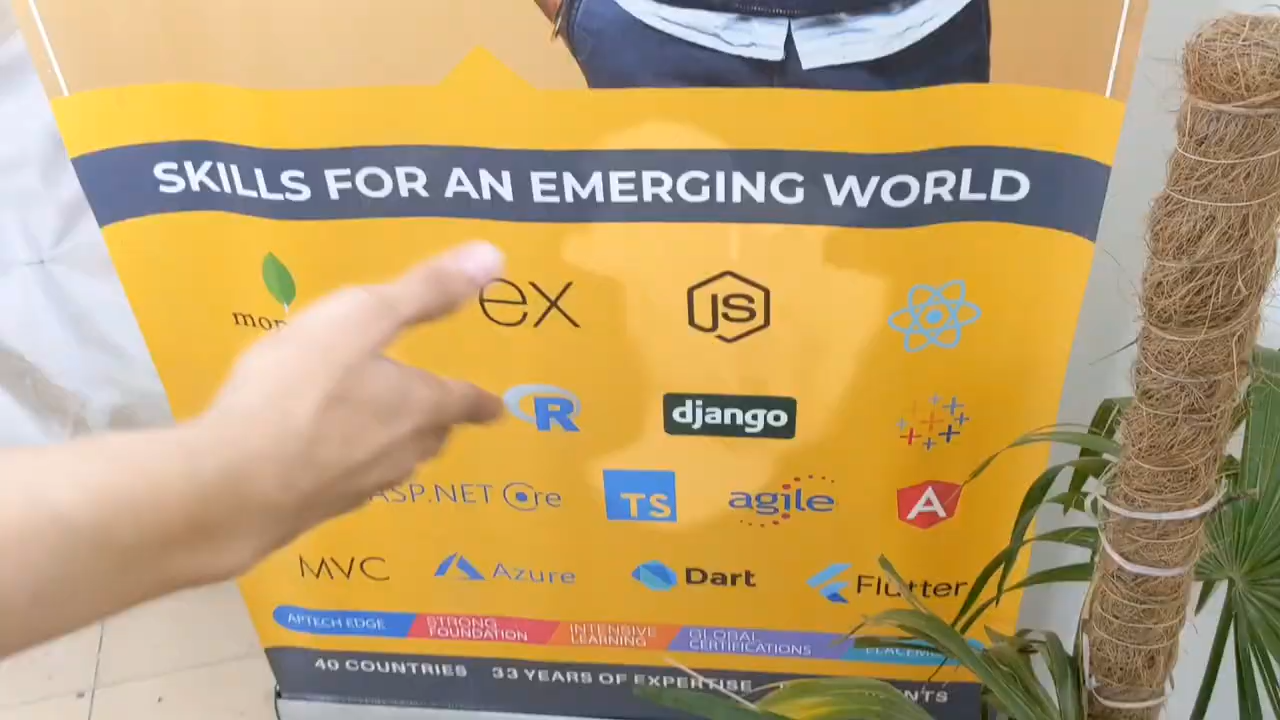 SKILLS FOR AN EMERGING WORLD
ex JS
R django
ASP.NET Core TS agile A
MVC Azure Dart Flutter
APTECH EDGE STRONG FOUNDATION INTENSIVE LEARNING GLOBAL CERTIFICATIONS
40 COUNTRIES 33 YEARS OF EXPERTISE